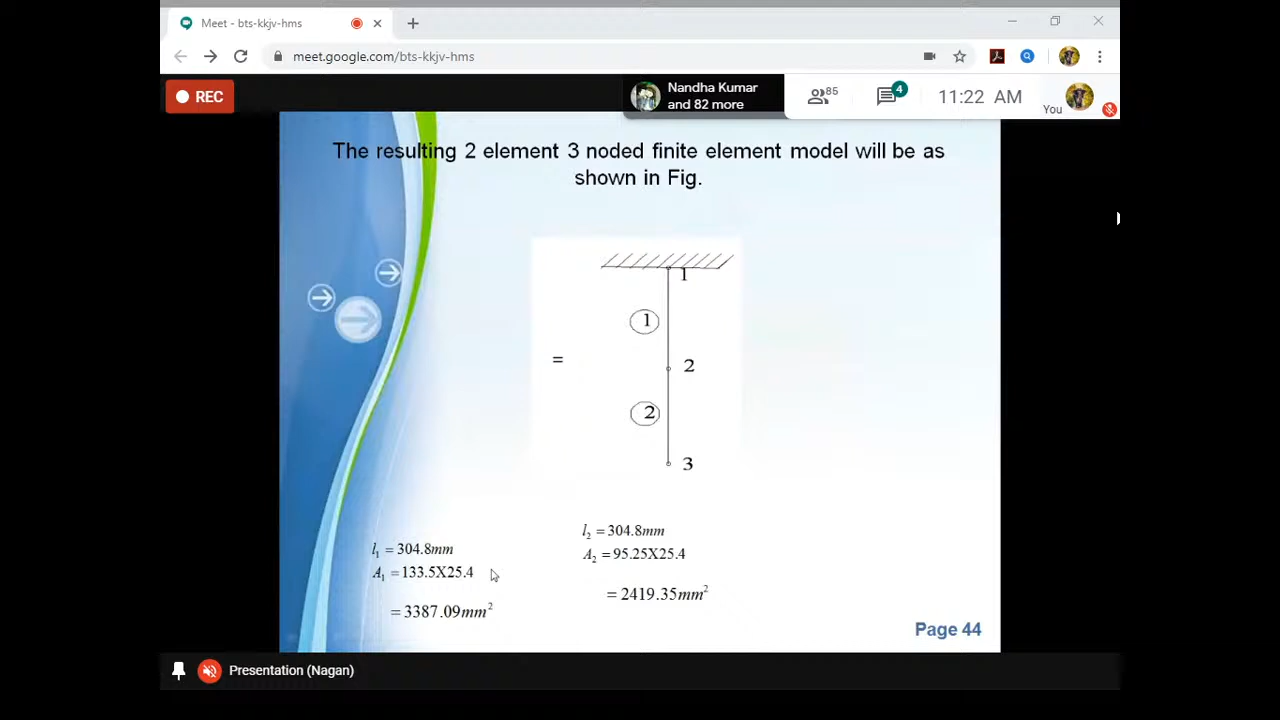 Meet - bts-kkjv-hms
meet.google.com/bts-kkjv-hms
REC
Nandha Kumar
and 82 more
85
4
11:22 AM
You
The resulting 2 element 3 noded finite element model will be as
shown in Fig.
1
1
=
2
2
3
l₁ = 304.8mm
A₁ = 133.5X25.4
= 3387.09mm²
l₂ = 304.8mm
A₂ = 95.25X25.4
= 2419.35mm²
Page 44
Presentation (Nagan)